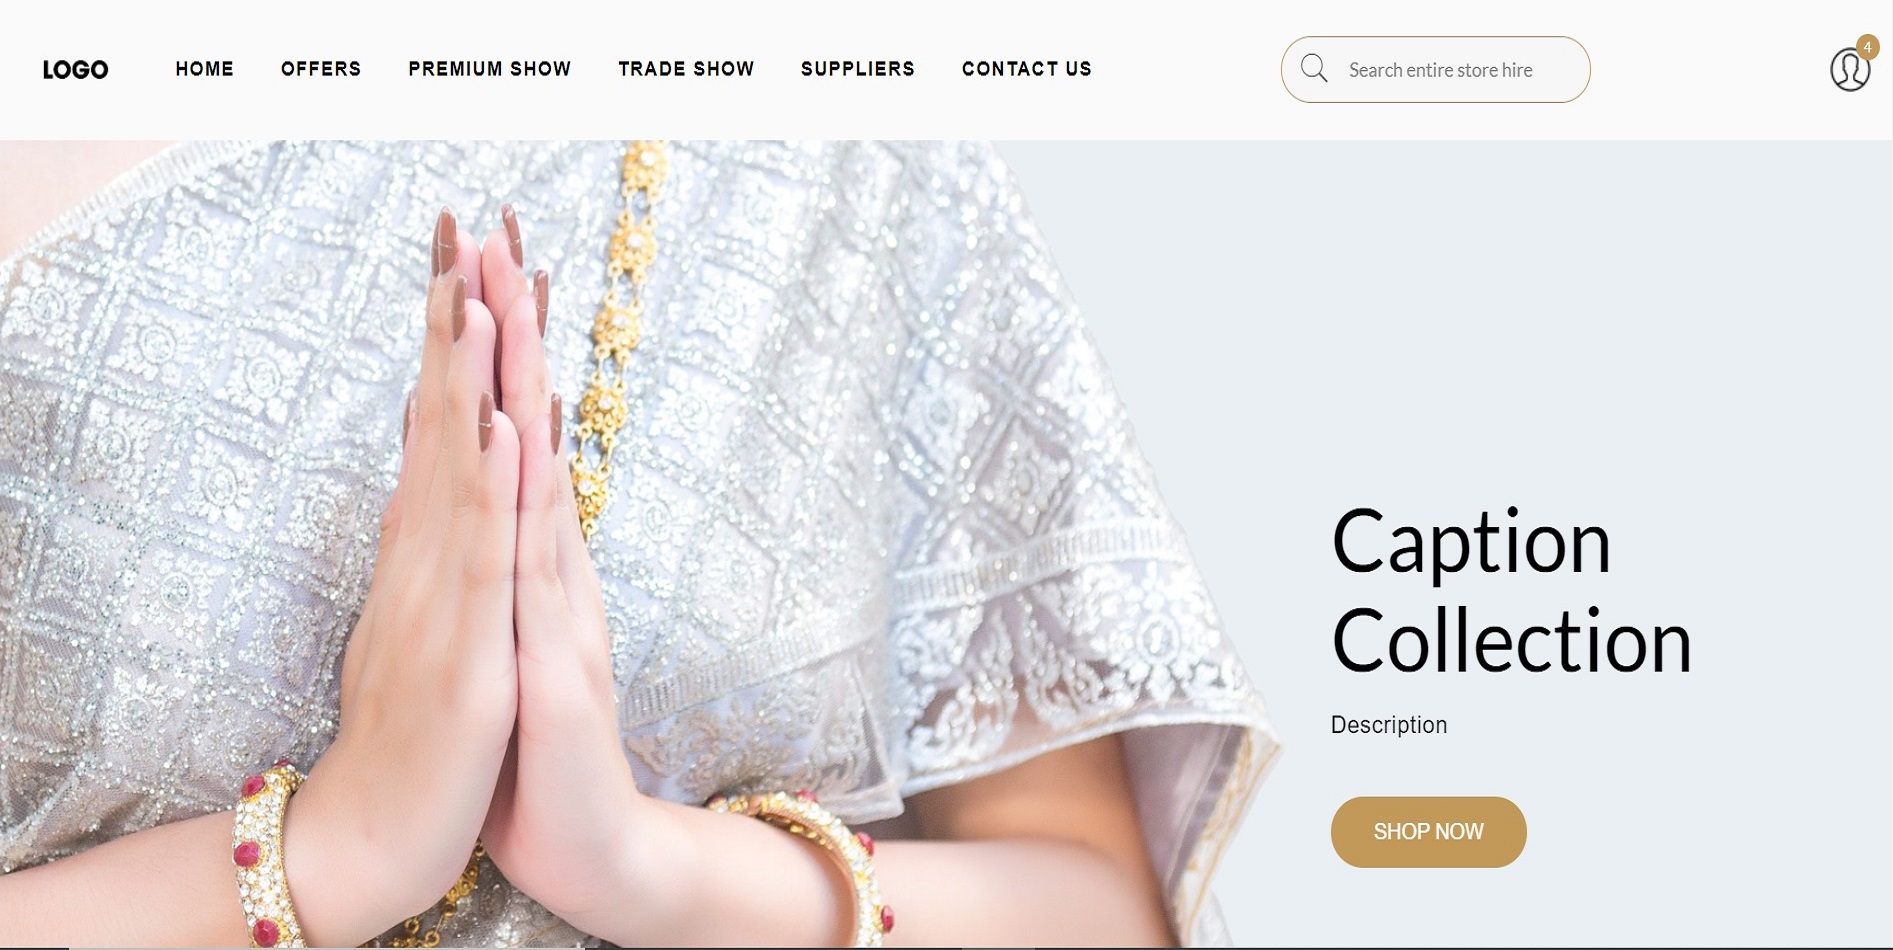 LOGO
HOME
OFFERS
PREMIUM SHOW
TRADE SHOW
SUPPLIERS
CONTACT US
Search entire store hire
4
Caption
Collection
Description
SHOP NOW